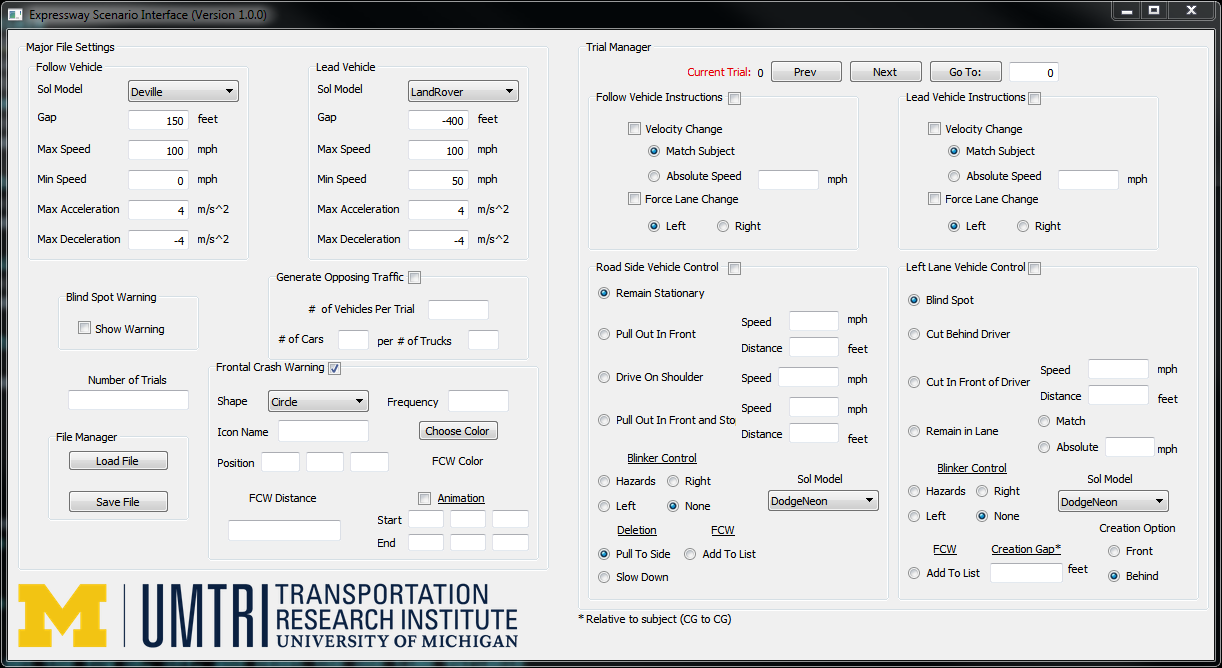 Expressway Scenario Interface (Version 1.0.0)
Major File Settings
Follow Vehicle
Sol Model
Deville
Gap
150
feet
Max Speed
100
mph
Min Speed
0
mph
Max Acceleration
4
m/s^2
Max Deceleration
-4
m/s^2
Lead Vehicle
Sol Model
LandRover
Gap
-400
feet
Max Speed
100
mph
Min Speed
50
mph
Max Acceleration
4
m/s^2
Max Deceleration
-4
m/s^2
Blind Spot Warning
Show Warning
Generate Opposing Traffic
# of Vehicles Per Trial
# of Cars
per # of Trucks
Number of Trials
File Manager
Load File
Save File
Frontal Crash Warning
Shape
Circle
Frequency
Icon Name
Choose Color
Position
FCW Color
FCW Distance
Animation
Start
End
M
UMTRI
TRANSPORTATION
RESEARCH INSTITUTE
UNIVERSITY OF MICHIGAN
Trial Manager
Current Trial: 0
Prev
Next
Go To:
0
Follow Vehicle Instructions
Velocity Change
Match Subject
Absolute Speed
mph
Force Lane Change
Left
Right
Lead Vehicle Instructions
Velocity Change
Match Subject
Absolute Speed
mph
Force Lane Change
Left
Right
Road Side Vehicle Control
Remain Stationary
Pull Out In Front
Speed
mph
Distance
feet
Drive On Shoulder
Speed
mph
Pull Out In Front and Sto
Speed
mph
Distance
feet
Blinker Control
Hazards
Right
Left
None
Sol Model
DodgeNeon
Deletion
FCW
Pull To Side
Add To List
Slow Down
Left Lane Vehicle Control
Blind Spot
Cut Behind Driver
Cut In Front of Driver
Speed
mph
Distance
feet
Remain in Lane
Match
Absolute
mph
Blinker Control
Hazards
Right
Left
None
Sol Model
DodgeNeon
Creation Option
Front
Behind
FCW
Creation Gap*
Add To List
feet
* Relative to subject (CG to CG)